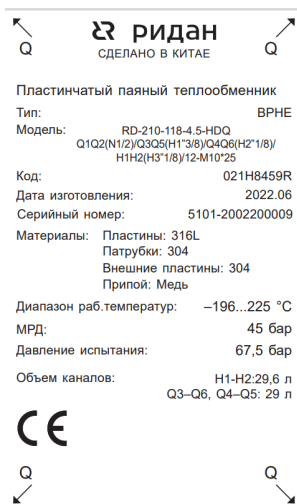 Q Q
ридан
СДЕЛАНО В КИТАЕ
Пластинчатый паяный теплообменник
Тип: BPHE
Модель: RD-210-118-4.5-HDQ
Q1Q2(N1/2)/Q3Q5(H1"3/8)/Q4Q6(H2"1/8)/
H1H2(H3"1/8)/12-M10*25
Код: 021H8459R
Дата изготовления: 2022.06
Серийный номер: 5101-2002200009
Материалы: Пластины: 316L
Патрубки: 304
Внешние пластины: 304
Припой: Медь
Диапазон раб.температур: –196...225 °C
МРД: 45 бар
Давление испытания: 67,5 бар
Объем каналов: H1-H2:29,6 л
Q3–Q6, Q4–Q5: 29 л
CE
Q Q